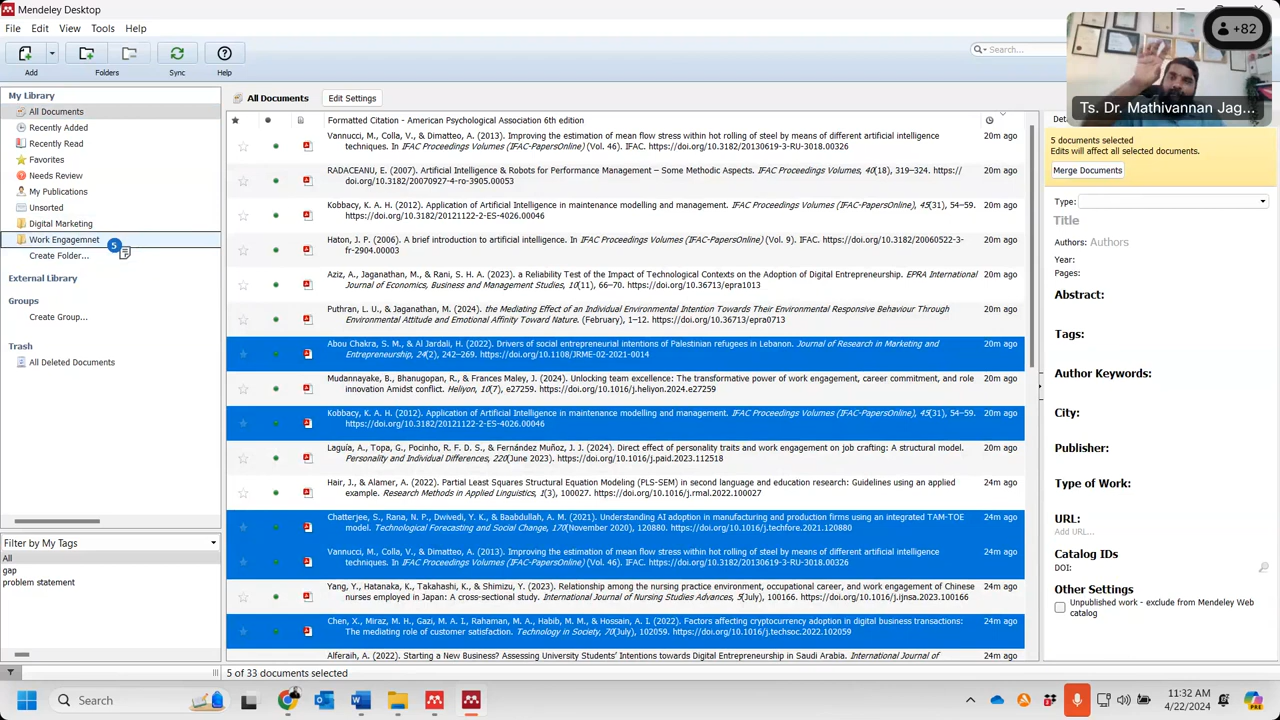 Mendeley Desktop
+82
File Edit View Tools Help
Search...
Add Folders Sync Help
Ts. Dr. Mathivannan Jag...
My Library
All Documents
Recently Added
Recently Read
Favorites
Needs Review
My Publications
Unsorted
Digital Marketing
Work Engagemnet
5
Create Folder...
External Library
Groups
Create Group...
Trash
All Deleted Documents
Filter by My Tags
All
gap
problem statement
All Documents Edit Settings
Formatted Citation - American Psychological Association 6th edition
Vannucci, M., Colla, V., & Dimatteo, A. (2013). Improving the estimation of mean flow stress within hot rolling of steel by means of different artificial intelligence 20m ago
techniques. In IFAC Proceedings Volumes (IFAC-PapersOnline) (Vol. 46). IFAC. https://doi.org/10.3182/20130619-3-RU-3018.00326
RADACEANU, E. (2007). Artificial Intelligence & Robots for Performance Management – Some Methodic Aspects. IFAC Proceedings Volumes, 40(18), 319–324. https:// 20m ago
doi.org/10.3182/20070927-4-ro-3905.00053
Kobbacy, K. A. H. (2012). Application of Artificial Intelligence in maintenance modelling and management. IFAC Proceedings Volumes (IFAC-PapersOnline), 45(31), 54–59. 20m ago
https://doi.org/10.3182/20121122-2-ES-4026.00046
Haton, J. P. (2006). A brief introduction to artificial intelligence. In IFAC Proceedings Volumes (IFAC-PapersOnline) (Vol. 9). IFAC. https://doi.org/10.3182/20060522-3- 20m ago
fr-2904.00003
Aziz, A., Jaganathan, M., & Rani, S. H. A. (2023). a Reliability Test of the Impact of Technological Contexts on the Adoption of Digital Entrepreneurship. EPRA International 20m ago
Journal of Economics, Business and Management Studies, 10(11), 66–70. https://doi.org/10.36713/epra1013
Puthran, L. U., & Jaganathan, M. (2024). the Mediating Effect of an Individual Environmental Intention Towards Their Environmental Responsive Behaviour Through 20m ago
Environmental Attitude and Emotional Affinity Toward Nature. (February), 1–12. https://doi.org/10.36713/epra0713
Abou Chakra, S. M., & Al Jardali, H. (2022). Drivers of social entrepreneurial intentions of Palestinian refugees in Lebanon. Journal of Research in Marketing and 20m ago
Entrepreneurship, 24(2), 242–269. https://doi.org/10.1108/JRME-02-2021-0014
Mudannayake, B., Bhanugopan, R., & Frances Maley, J. (2024). Unlocking team excellence: The transformative power of work engagement, career commitment, and role 20m ago
innovation Amidst conflict. Heliyon, 10(7), e27259. https://doi.org/10.1016/j.heliyon.2024.e27259
Kobbacy, K. A. H. (2012). Application of Artificial Intelligence in maintenance modelling and management. IFAC Proceedings Volumes (IFAC-PapersOnline), 45(31), 54–59. 20m ago
https://doi.org/10.3182/20121122-2-ES-4026.00046
Laguía, A., Topa, G., Pocinho, R. F. D. S., & Fernández Muñoz, J. J. (2024). Direct effect of personality traits and work engagement on job crafting: A structural model. 20m ago
Personality and Individual Differences, 220(June 2023). https://doi.org/10.1016/j.paid.2023.112518
Hair, J., & Alamer, A. (2022). Partial Least Squares Structural Equation Modeling (PLS-SEM) in second language and education research: Guidelines using an applied 24m ago
example. Research Methods in Applied Linguistics, 1(3), 100027. https://doi.org/10.1016/j.rmal.2022.100027
Chatterjee, S., Rana, N. P., Dwivedi, Y. K., & Baabdullah, A. M. (2021). Understanding AI adoption in manufacturing and production firms using an integrated TAM-TOE 24m ago
model. Technological Forecasting and Social Change, 170(November 2020), 120880. https://doi.org/10.1016/j.techfore.2021.120880
Vannucci, M., Colla, V., & Dimatteo, A. (2013). Improving the estimation of mean flow stress within hot rolling of steel by means of different artificial intelligence 24m ago
techniques. In IFAC Proceedings Volumes (IFAC-PapersOnline) (Vol. 46). IFAC. https://doi.org/10.3182/20130619-3-RU-3018.00326
Yang, Y., Hatanaka, K., Takahashi, K., & Shimizu, Y. (2023). Relationship among the nursing practice environment, occupational career, and work engagement of Chinese 24m ago
nurses employed in Japan: A cross-sectional study. International Journal of Nursing Studies Advances, 5(July), 100166. https://doi.org/10.1016/j.ijnsa.2023.100166
Chen, X., Miraz, M. H., Gazi, M. A. I., Rahaman, M. A., Habib, M. M., & Hossain, A. I. (2022). Factors affecting cryptocurrency adoption in digital business transactions: 24m ago
The mediating role of customer satisfaction. Technology in Society, 70(July), 102059. https://doi.org/10.1016/j.techsoc.2022.102059
Alferaih, A. (2022). Starting a New Business? Assessing University Students' Intentions towards Digital Entrepreneurship in Saudi Arabia. International Journal of 24m ago
5 documents selected
Edits will affect all selected documents.
Merge Documents
Type:
Title
Authors: Authors
Year:
Pages:
Abstract:
Tags:
Author Keywords:
City:
Publisher:
Type of Work:
URL:
Add URL...
Catalog IDs
DOI:
Other Settings
Unpublished work - exclude from Mendeley Web
catalog
5 of 33 documents selected
Search
11:32 AM
4/22/2024